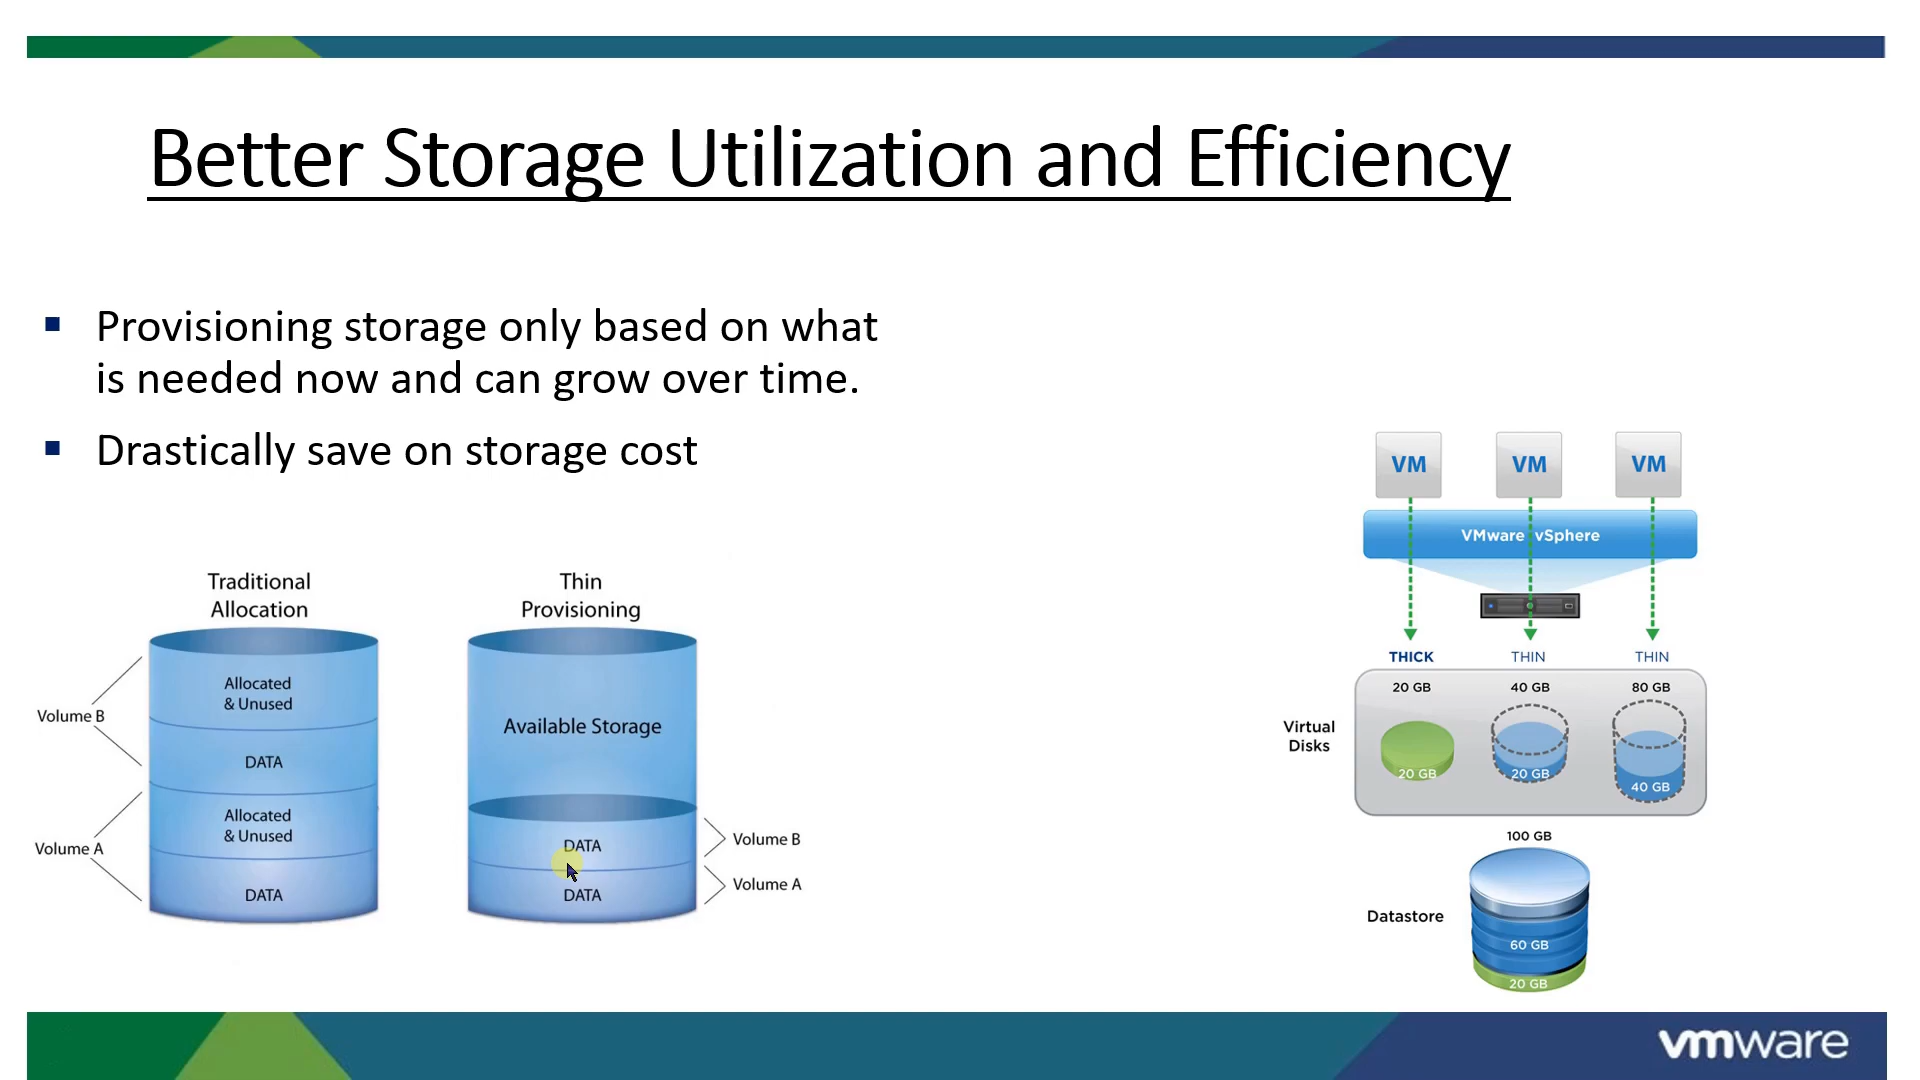 Better Storage Utilization and Efficiency
Provisioning storage only based on what
is needed now and can grow over time.
Drastically save on storage cost
Traditional
Allocation
Volume B
Allocated
& Unused
DATA
Volume A
Allocated
& Unused
DATA
Thin
Provisioning
Available Storage
DATA
Volume B
DATA
Volume A
VM VM VM
VMware vSphere
THICK THIN THIN
20 GB 40 GB 80 GB
Virtual
Disks
20 GB 20 GB 40 GB
100 GB
Datastore
60 GB
20 GB
vmware